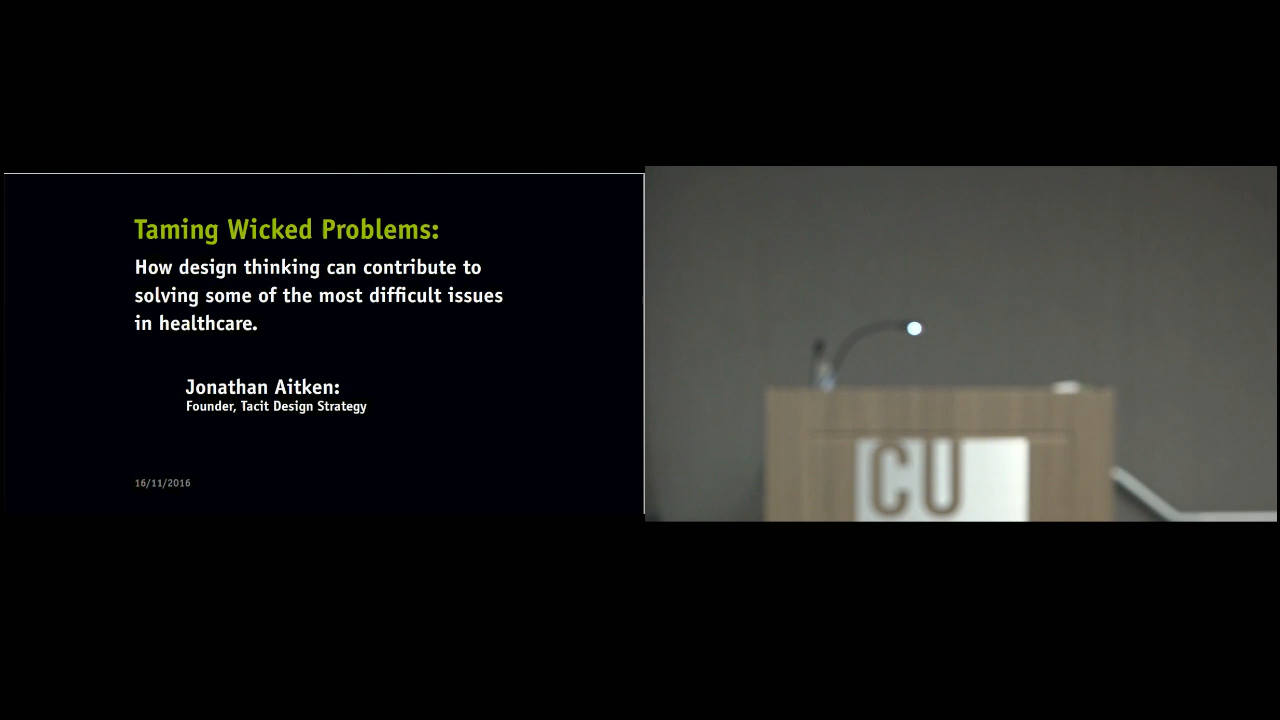 Taming Wicked Problems:
How design thinking can contribute to
solving some of the most difficult issues
in healthcare.
Jonathan Aitken:
Founder, Tacit Design Strategy
16/11/2016
CU